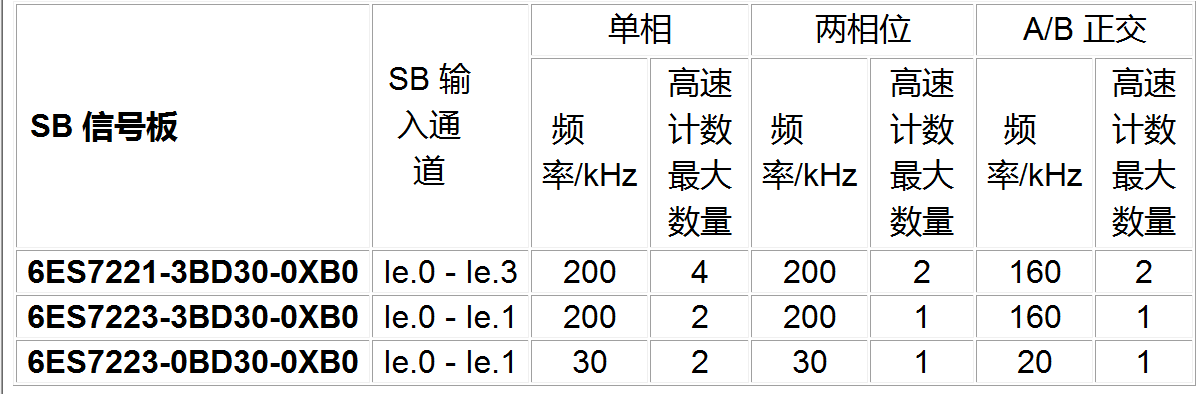 单相 两相位 A/B 正交
SB 信号板
SB 输
入通
道
频
率/kHz
高速
计数
最大
数量
频
率/kHz
高速
计数
最大
数量
频
率/kHz
高速
计数
最大
数量
6ES7221-3BD30-0XB0 Ie.0 - Ie.3 200 4 200 2 160 2
6ES7223-3BD30-0XB0 Ie.0 - Ie.1 200 2 200 1 160 1
6ES7223-0BD30-0XB0 Ie.0 - Ie.1 30 2 30 1 20 1